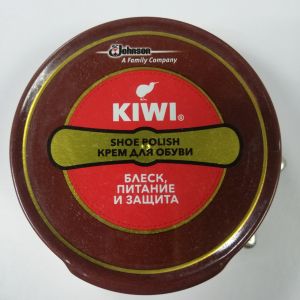 SC Johnson
A Family Company
KIWI®
SHOE POLISH
КРЕМ ДЛЯ ОБУВИ
БЛЕСК,
ПИТАНИЕ
И ЗАЩИТА